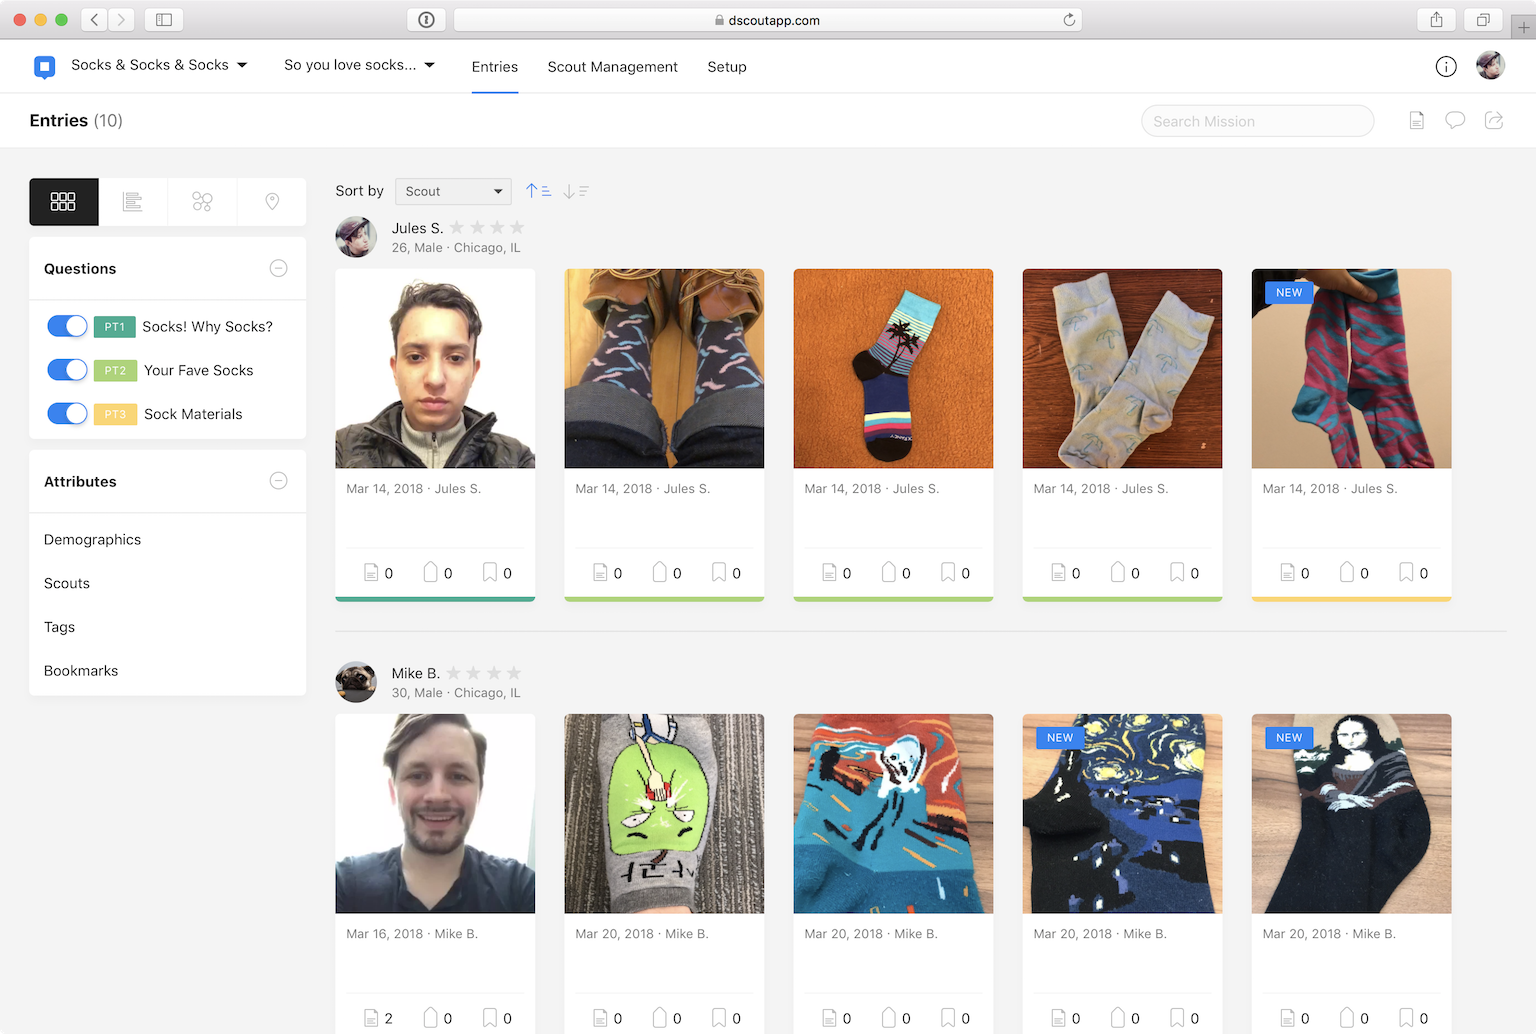 dscoutapp.com
Socks & Socks & Socks
So you love socks...
Entries
Scout Management
Setup
Entries (10)
Search Mission
Sort by
Scout
Questions
PT1 Socks! Why Socks?
PT2 Your Fave Socks
PT3 Sock Materials
Attributes
Demographics
Scouts
Tags
Bookmarks
Jules S.
26, Male · Chicago, IL
NEW
Mar 14, 2018 · Jules S.
Mar 14, 2018 · Jules S.
Mar 14, 2018 · Jules S.
Mar 14, 2018 · Jules S.
Mar 14, 2018 · Jules S.
0 0 0
0 0 0
0 0 0
0 0 0
0 0 0
Mike B.
30, Male · Chicago, IL
NEW
NEW
Mar 16, 2018 · Mike B.
Mar 20, 2018 · Mike B.
Mar 20, 2018 · Mike B.
Mar 20, 2018 · Mike B.
Mar 20, 2018 · Mike B.
2 0 0
0 0 0
0 0 0
0 0 0
0 0 0